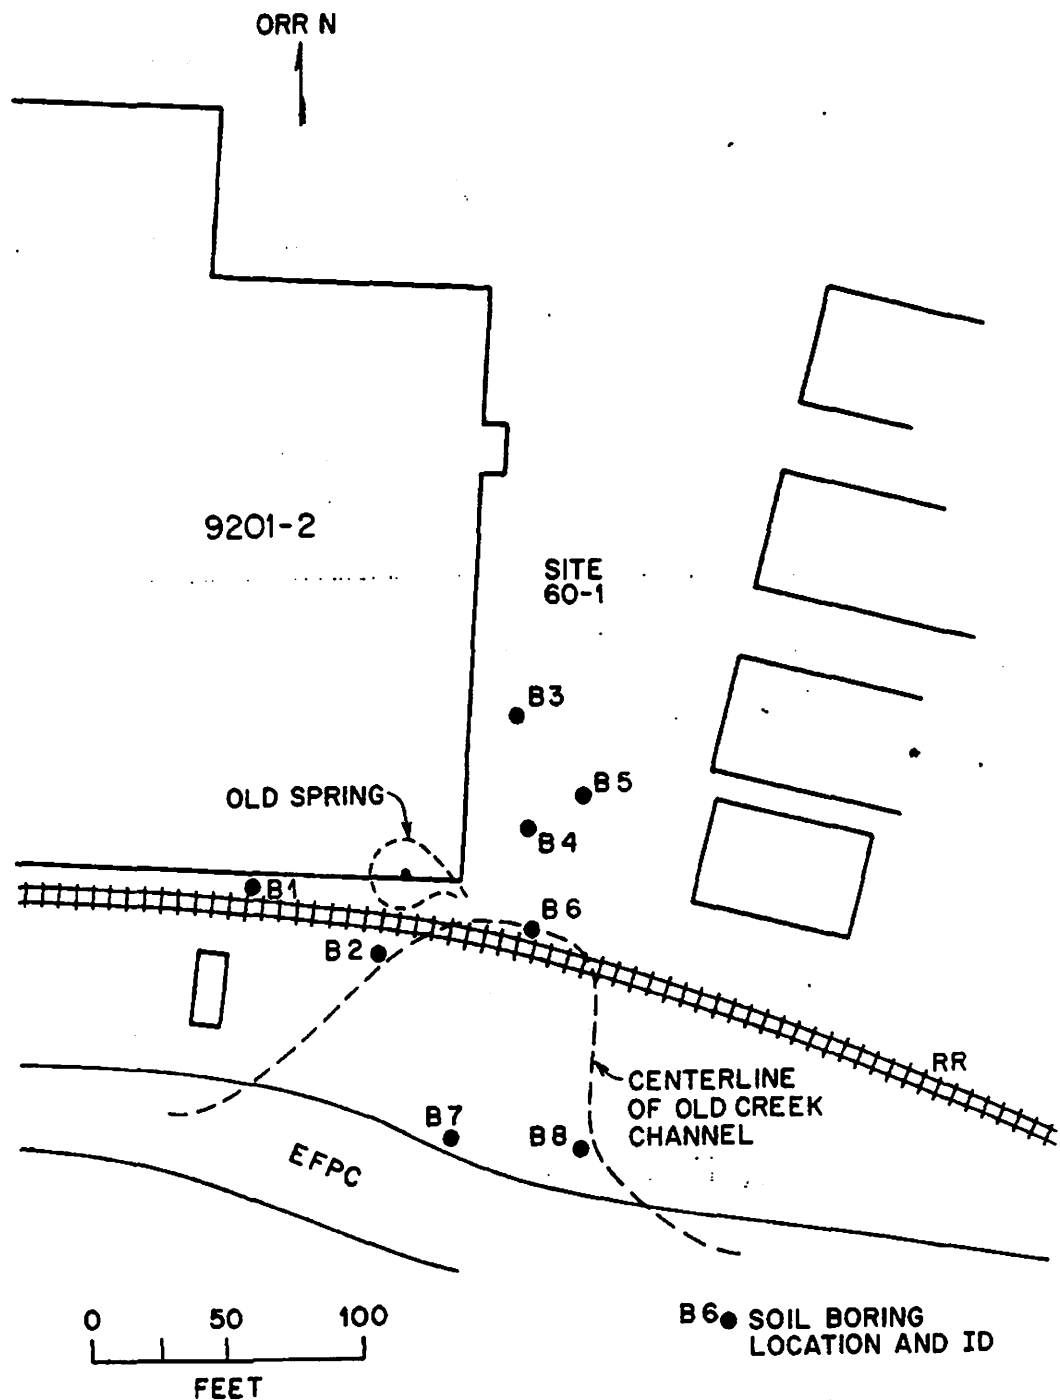 ORR N
9201-2
SITE
60-1
B3
B5
OLD SPRING
B4
B1
B6
B2
RR
CENTERLINE
OF OLD CREEK
CHANNEL
B7
B8
EFPC
0 50 100
FEET
B6 SOIL BORING
LOCATION AND ID